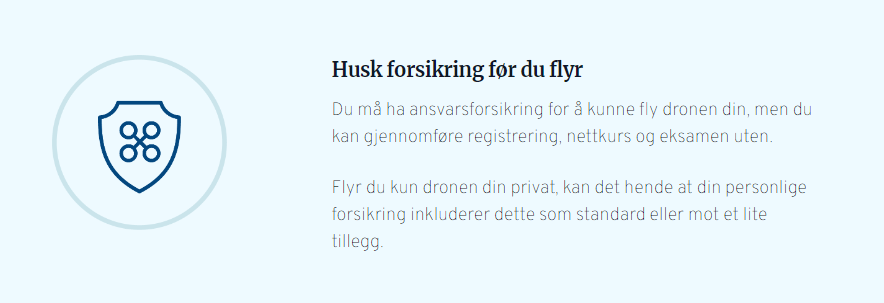 Husk forsikring før du flyr
Du må ha ansvarsforsikring for å kunne fly dronen din, men du
kan gjennomføre registrering, nettkurs og eksamen uten.
Flyr du kun dronen din privat, kan det hende at din personlige
forsikring inkluderer dette som standard eller mot et lite
tillegg.